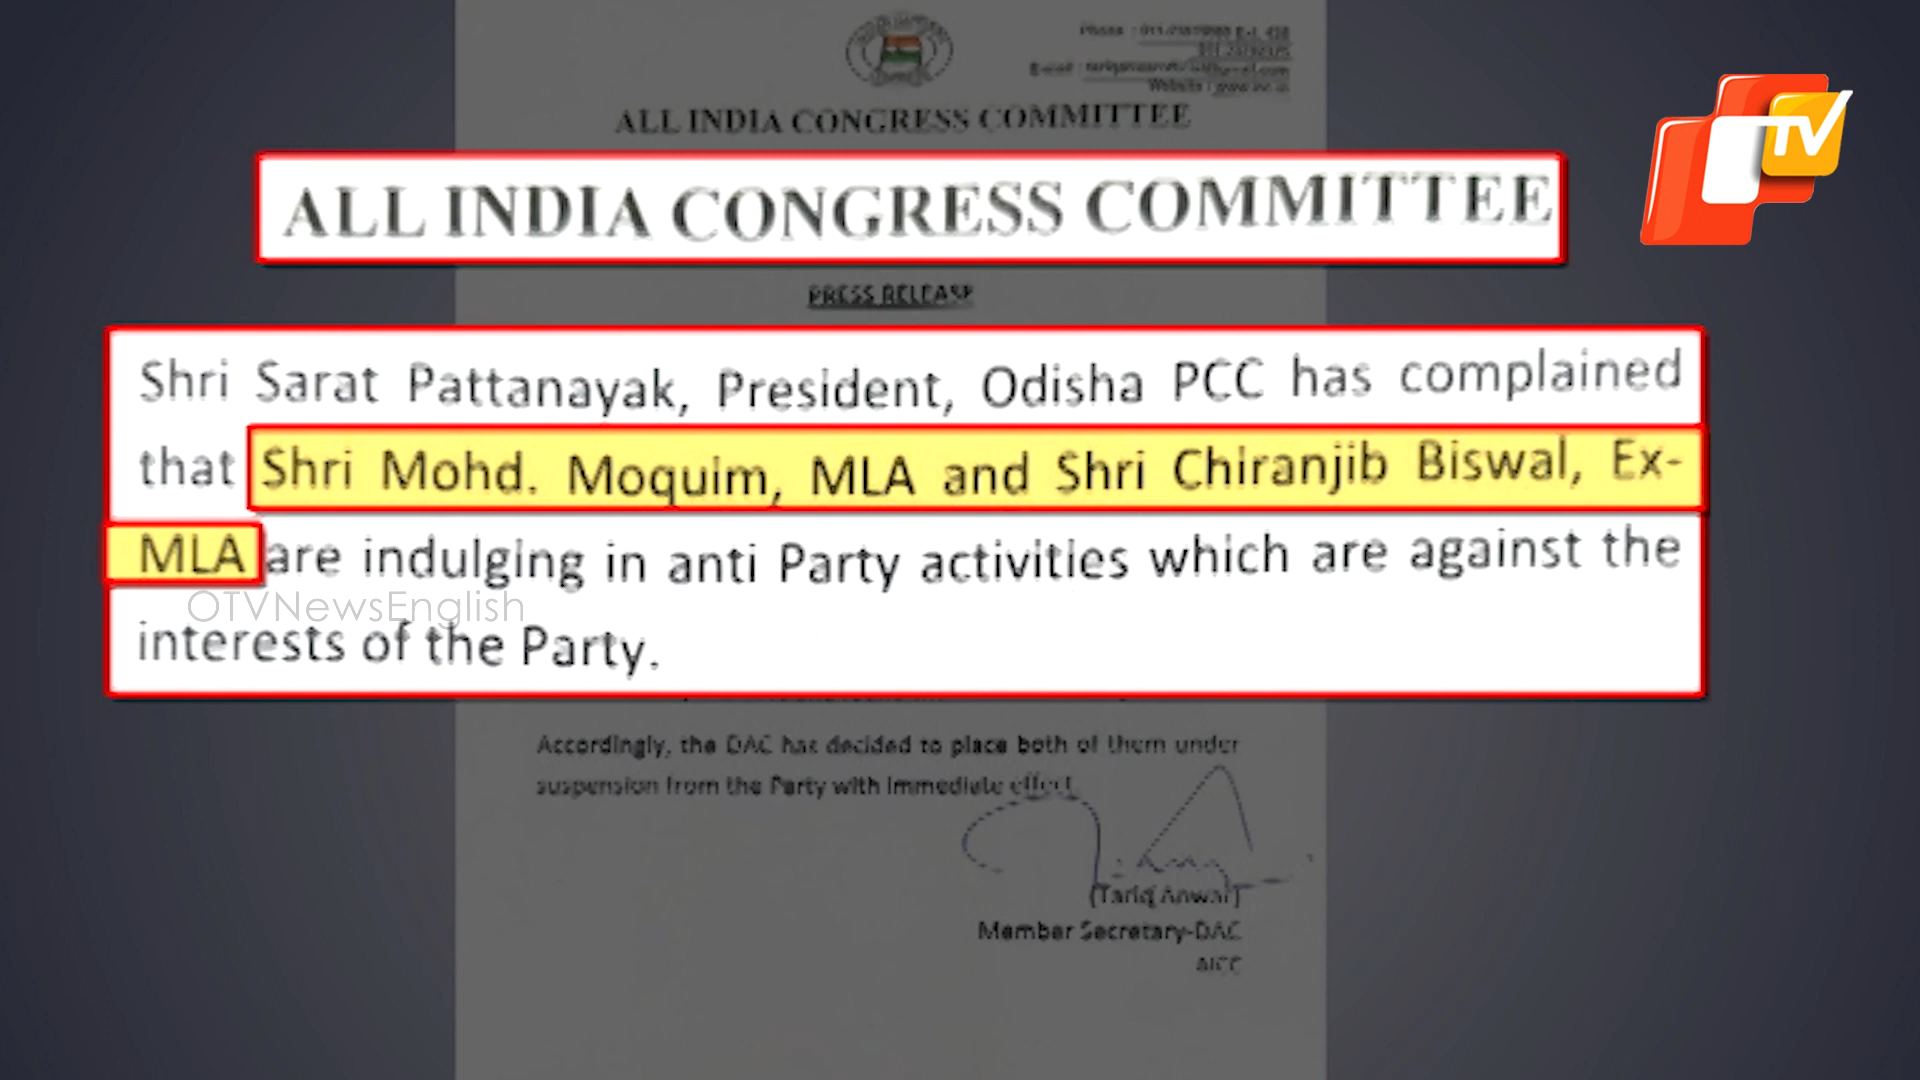 ALL INDIA CONGRESS COMMITTEE
TV
ALL INDIA CONGRESS COMMITTEE
PRESS RELEASE
Shri Sarat Pattanayak, President, Odisha PCC has complained
that Shri Mohd. Moquim, MLA and Shri Chiranjib Biswal, Ex-
MLA are indulging in anti Party activities which are against the
OTVNewsEnglish
interests of the Party.
Accordingly, the DAC has decided to place both of them under
suspension from the Party with immediate effect.
(Tariq Anwar)
Member Secretary-DAC
AICC